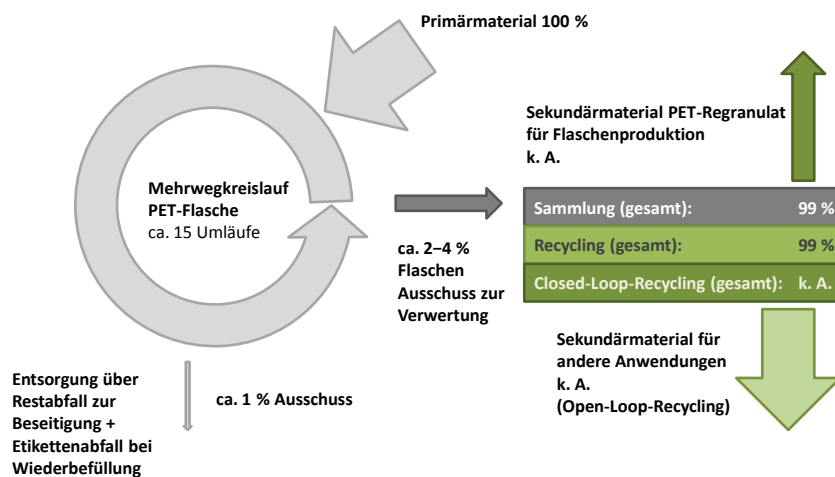 Primärmaterial 100 %
Mehrwegkreislauf
PET-Flasche
ca. 15 Umläufe
ca. 2–4 %
Flaschen
Ausschuss zur
Verwertung
Sekundärmaterial PET-Regranulat
für Flaschenproduktion
k. A.
Sammlung (gesamt): 99 %
Recycling (gesamt): 99 %
Closed-Loop-Recycling (gesamt): k. A.
Sekundärmaterial für
andere Anwendungen
k. A.
(Open-Loop-Recycling)
Entsorgung über
Restabfall zur
Beseitigung +
Etikettenabfall bei
Wiederbefüllung
ca. 1 % Ausschuss